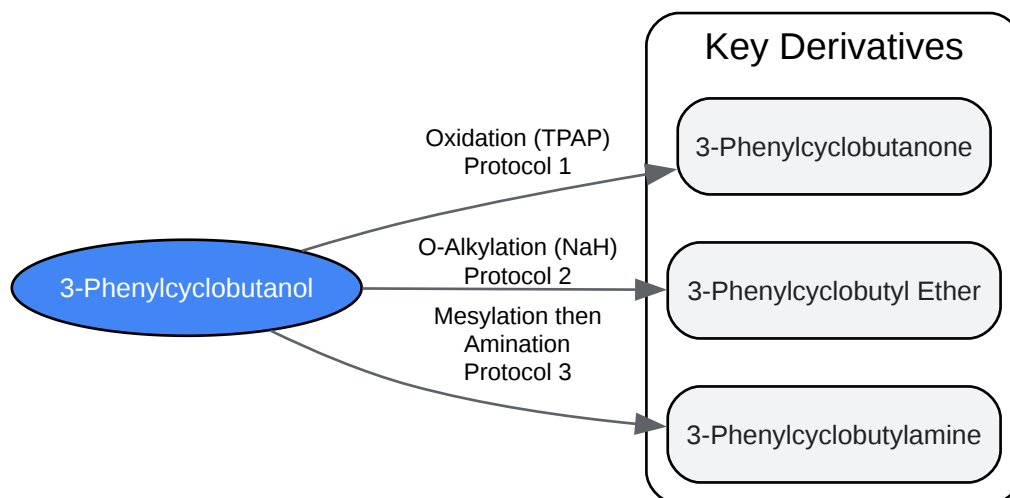 Key Derivatives
Oxidation (TPAP)
Protocol 1
3-Phenylcyclobutanone
3-Phenylcyclobutanol
O-Alkylation (NaH)
Protocol 2
3-Phenylcyclobutyl Ether
Mesylation then
Amination
Protocol 3
3-Phenylcyclobutylamine